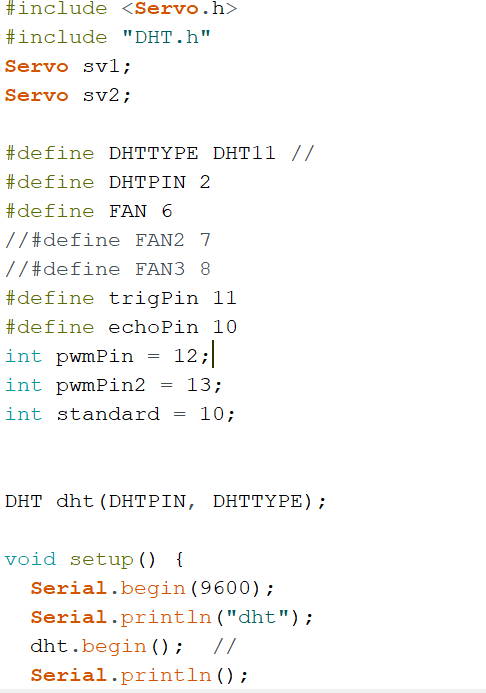 #include <Servo.h>
#include "DHT.h"
Servo sv1;
Servo sv2;
#define DHTTYPE DHT11 //
#define DHTPIN 2
#define FAN 6
//#define FAN2 7
//#define FAN3 8
#define trigPin 11
#define echoPin 10
int pwmPin = 12;
int pwmPin2 = 13;
int standard = 10;
DHT dht(DHTPIN, DHTTYPE);
void setup() {
  Serial.begin(9600);
  Serial.println("dht");
  dht.begin();  //
  Serial.println();